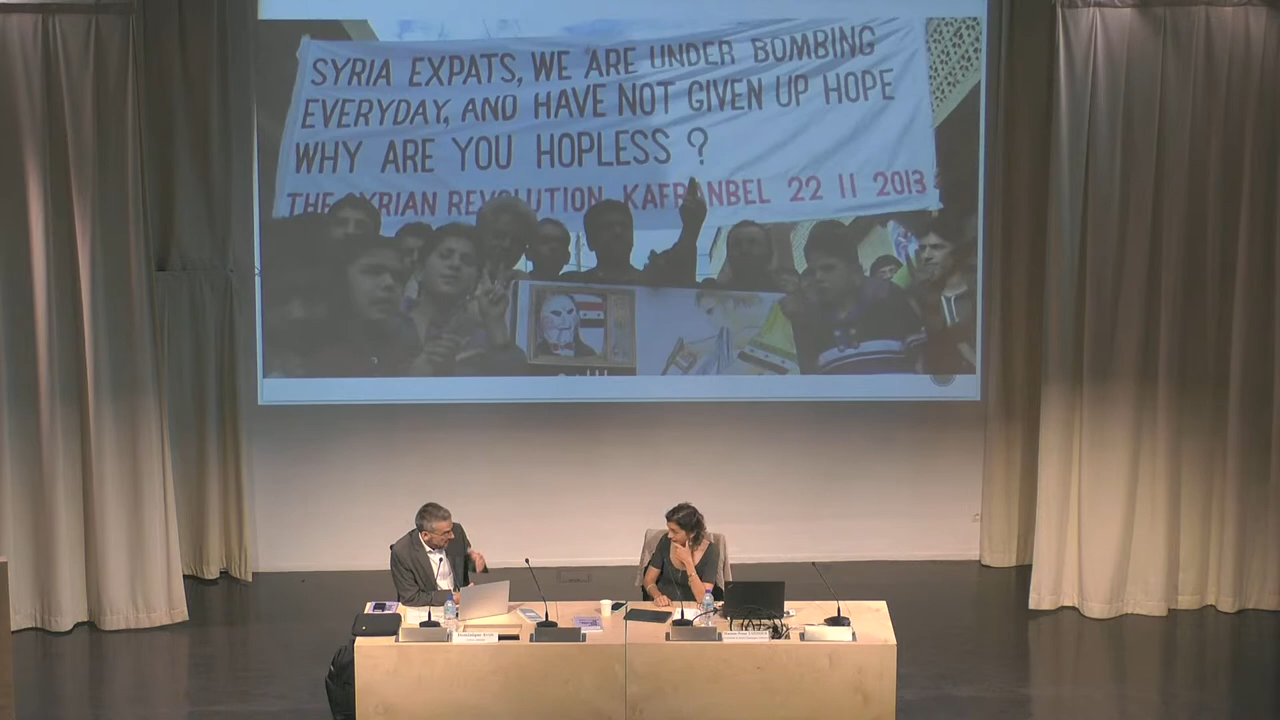 SYRIA EXPATS, WE ARE UNDER BOMBING
EVERYDAY, AND HAVE NOT GIVEN UP HOPE
WHY ARE YOU HOPLESS ?
THE SYRIAN REVOLUTION KAFRANBEL 22 11 2013
Dominique